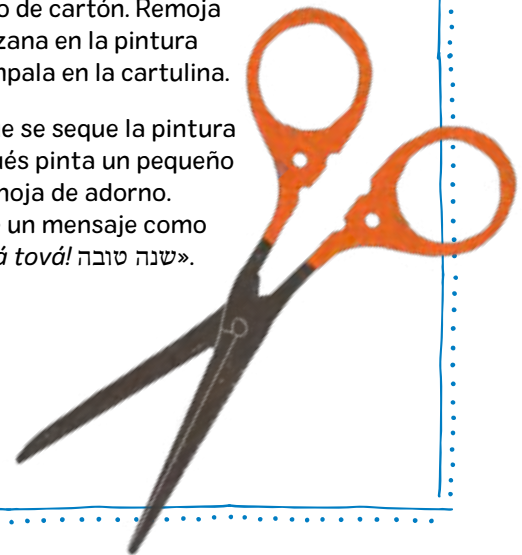 o de cartón. Remoja
zana en la pintura
mpala en la cartulina.
e se seque la pintura
ués pinta un pequeño
hoja de adorno.
un mensaje como
á tová! שנה טובה».